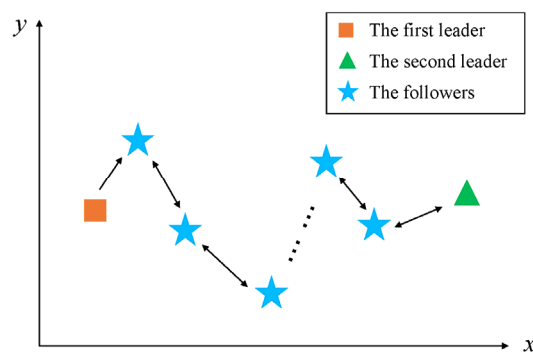 y
The first leader
The second leader
The followers
x